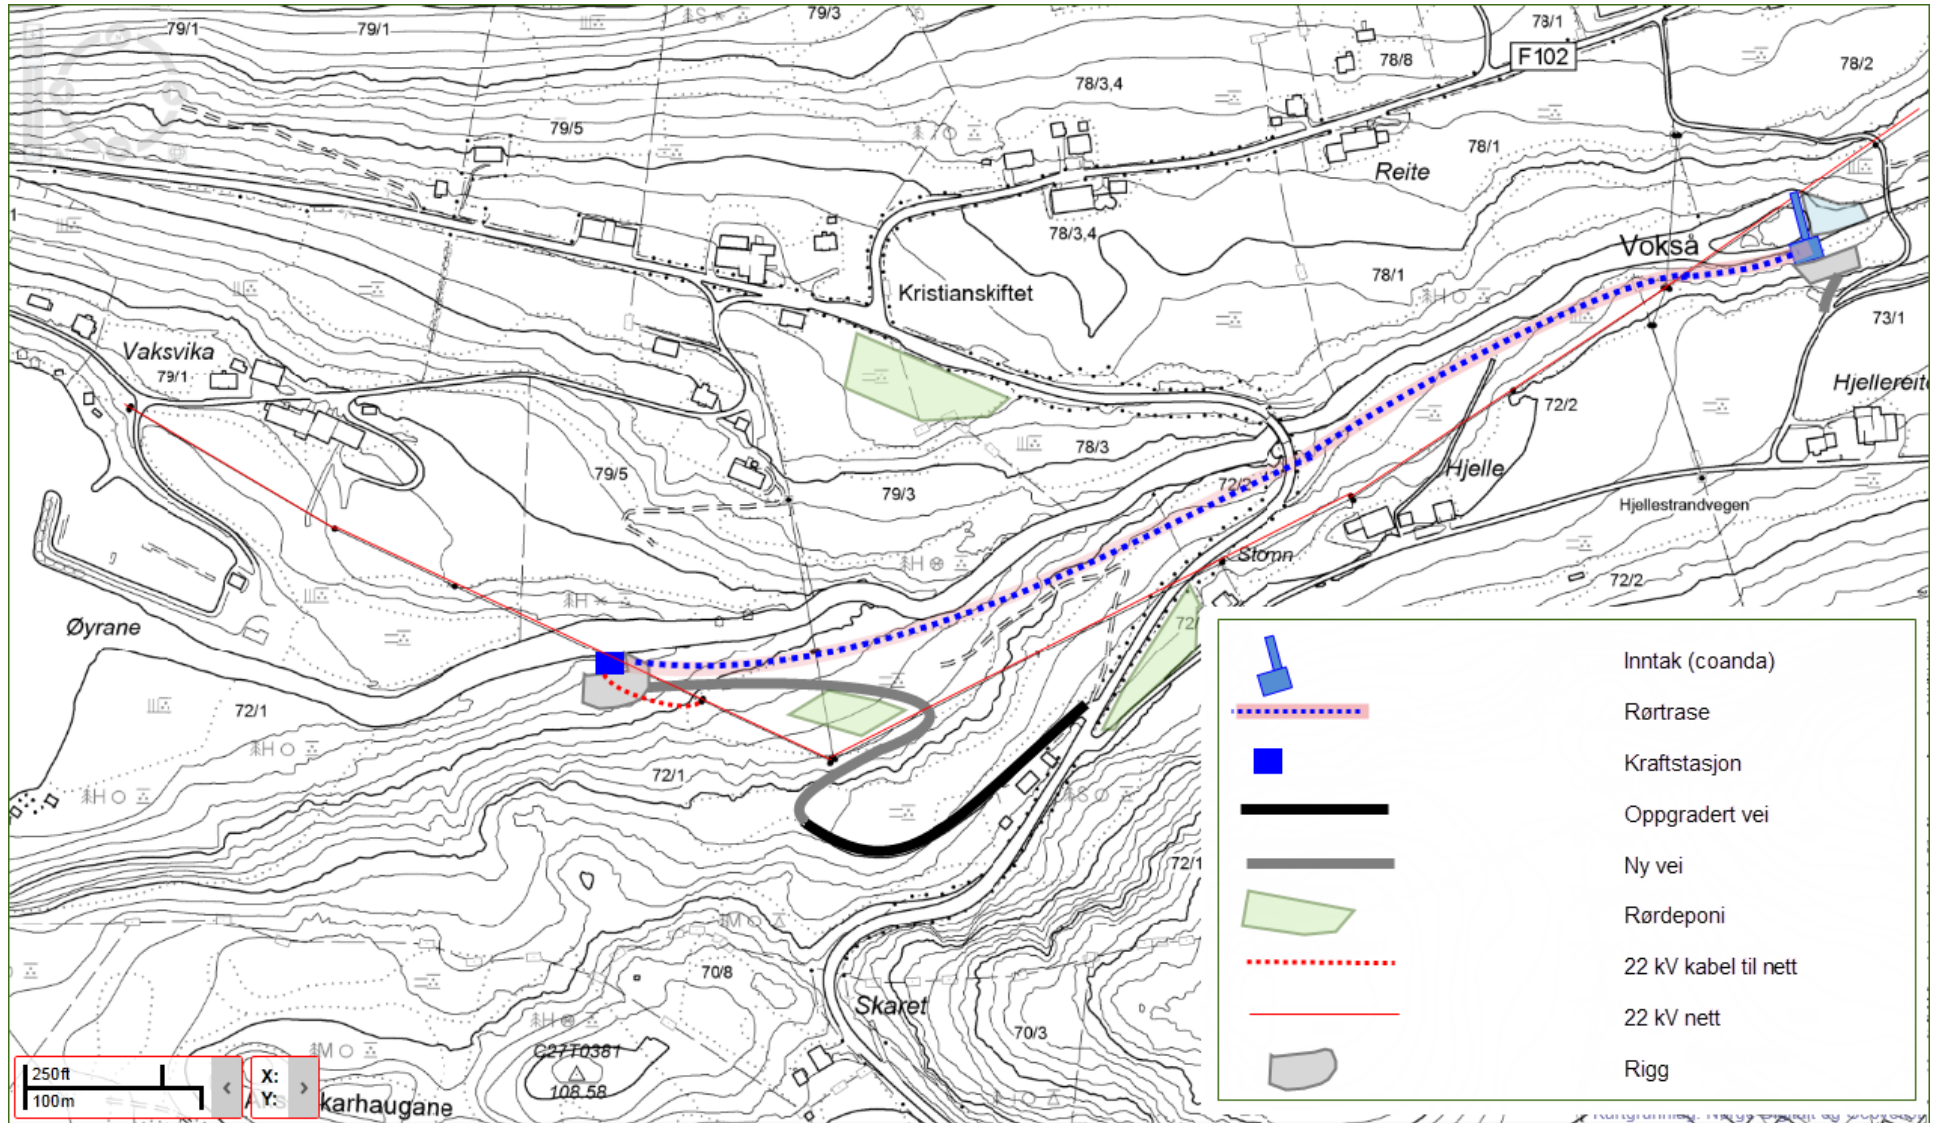 79/1
79/1
79/3
78/1
F102
78/8
78/2
78/3,4
79/5
78/1
Reite
78/3,4
Vokså
78/1
Kristianskiftet
73/1
Vaksvika
79/1
Hjellereite
72/2
78/3
79/5
79/3
72/2
Hjelle
Hjellestrandvegen
Stomn
72/2
Øyrane
72/
72/1
72/1
72/1
70/8
Skaret
70/3
C27T0381
108.58
karhaugane
250ft
100m
X:
Y:
Inntak (coanda)
Rørtrase
Kraftstasjon
Oppgradert vei
Ny vei
Rørdeponi
22 kV kabel til nett
22 kV nett
Rigg